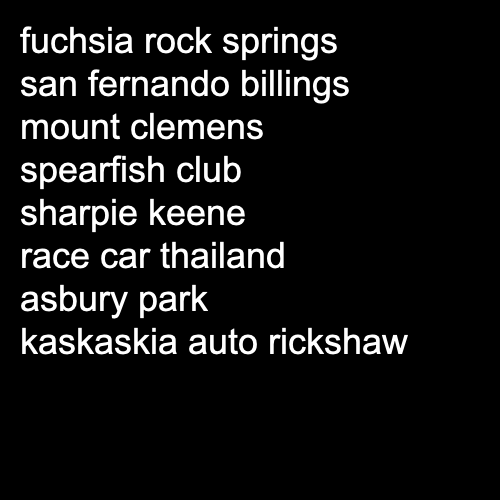 fuchsia rock springs
san fernando billings
mount clemens
spearfish club
sharpie keene
race car thailand
asbury park
kaskaskia auto rickshaw